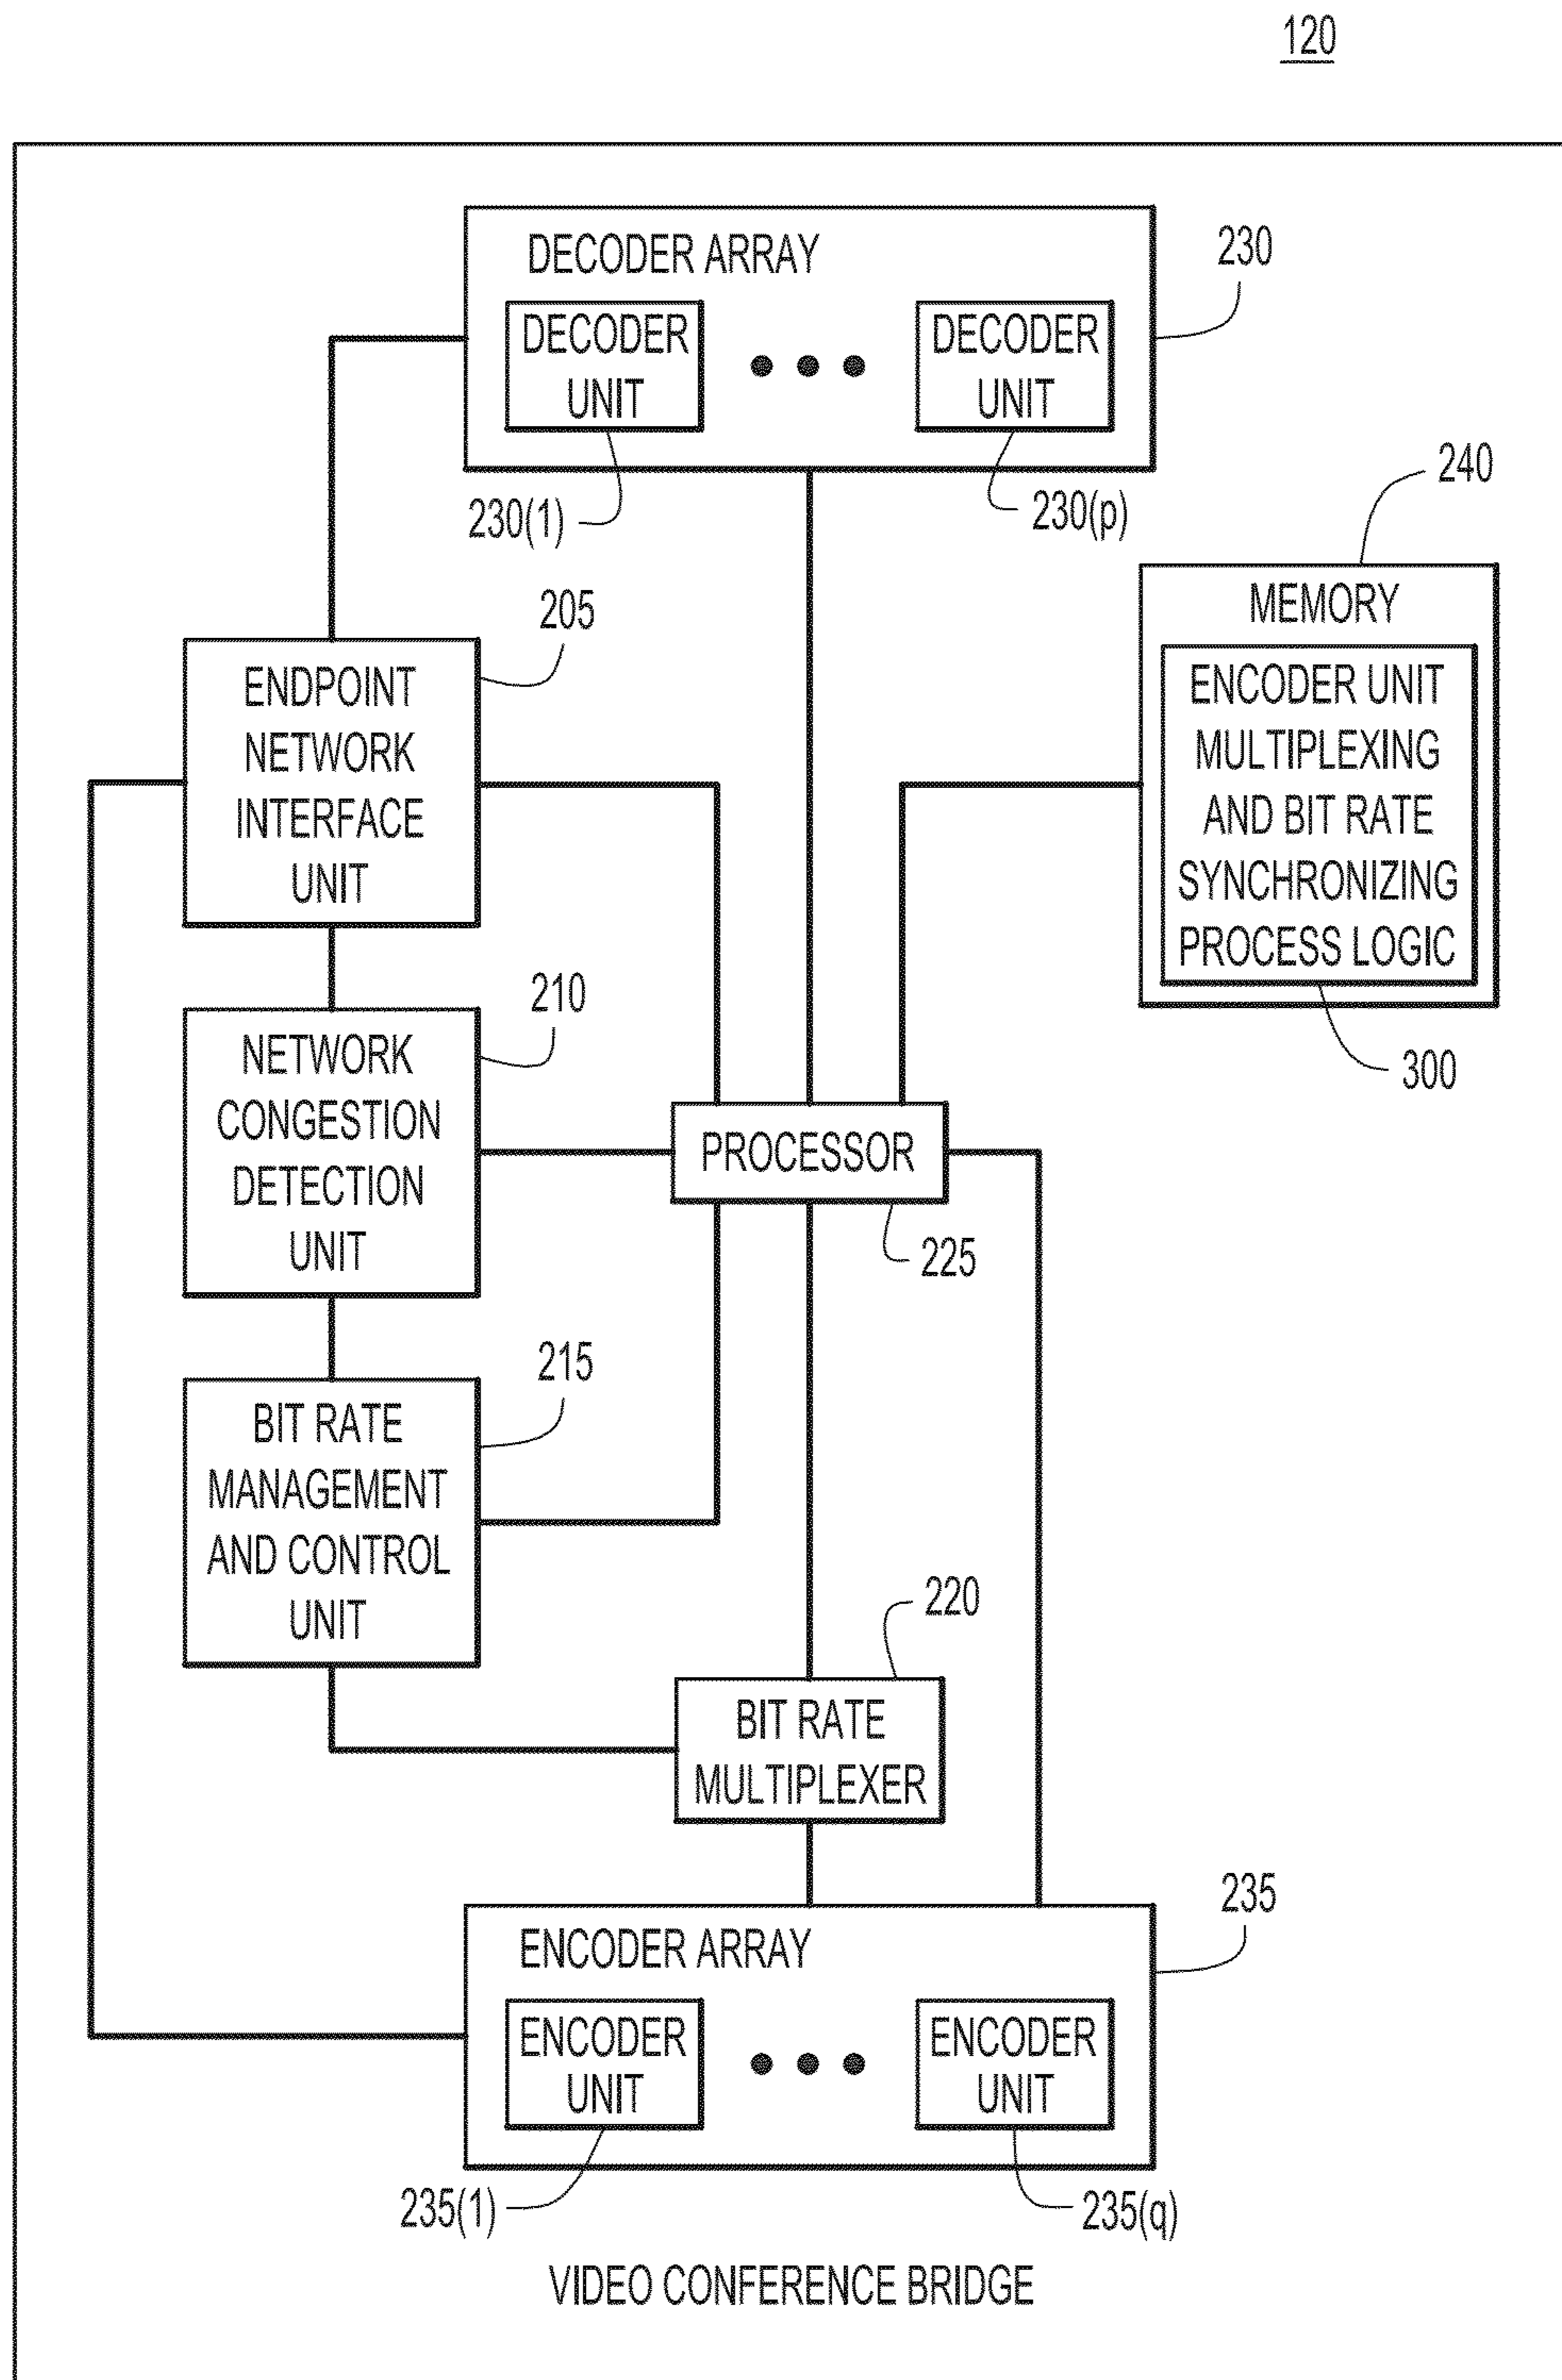 120
DECODER ARRAY
230
DECODER
UNIT
DECODER
UNIT
230(1)
230(p)
240
MEMORY
ENCODER UNIT
MULTIPLEXING
AND BIT RATE
SYNCHRONIZING
PROCESS LOGIC
300
205
ENDPOINT
NETWORK
INTERFACE
UNIT
210
NETWORK
CONGESTION
DETECTION
UNIT
PROCESSOR
225
215
BIT RATE
MANAGEMENT
AND CONTROL
UNIT
220
BIT RATE
MULTIPLEXER
235
ENCODER ARRAY
ENCODER
UNIT
ENCODER
UNIT
235(1)
235(q)
VIDEO CONFERENCE BRIDGE